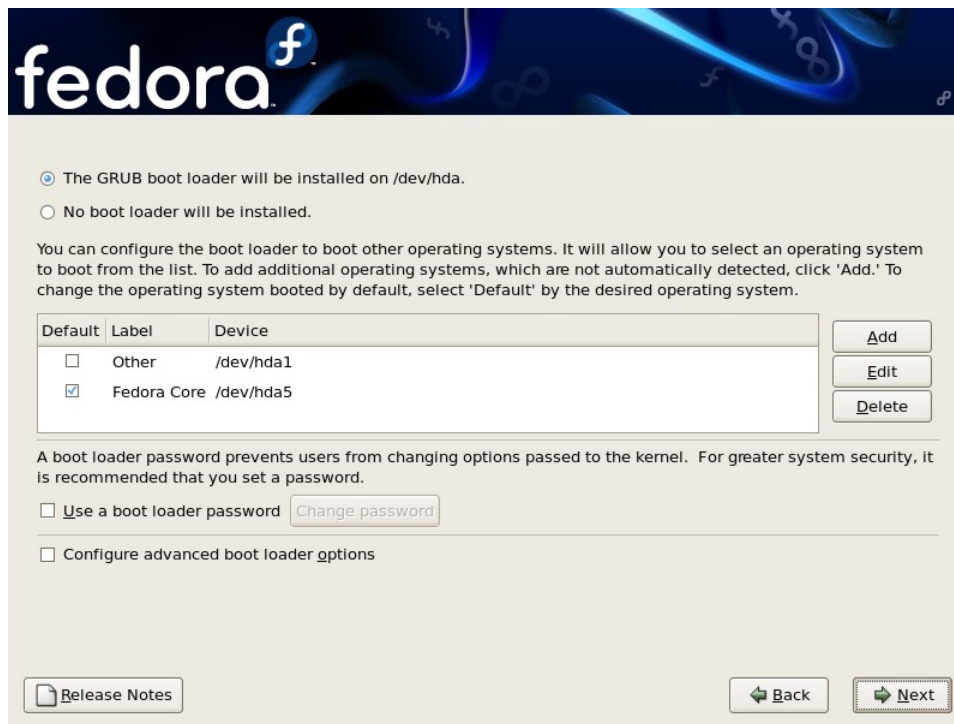 fedora
The GRUB boot loader will be installed on /dev/hda.
No boot loader will be installed.
You can configure the boot loader to boot other operating systems. It will allow you to select an operating system
to boot from the list. To add additional operating systems, which are not automatically detected, click 'Add.' To
change the operating system booted by default, select 'Default' by the desired operating system.
Default Label Device
Other /dev/hda1
Fedora Core /dev/hda5
Add
Edit
Delete
A boot loader password prevents users from changing options passed to the kernel.  For greater system security, it
is recommended that you set a password.
Use a boot loader password Change password
Configure advanced boot loader options
Release Notes Back Next